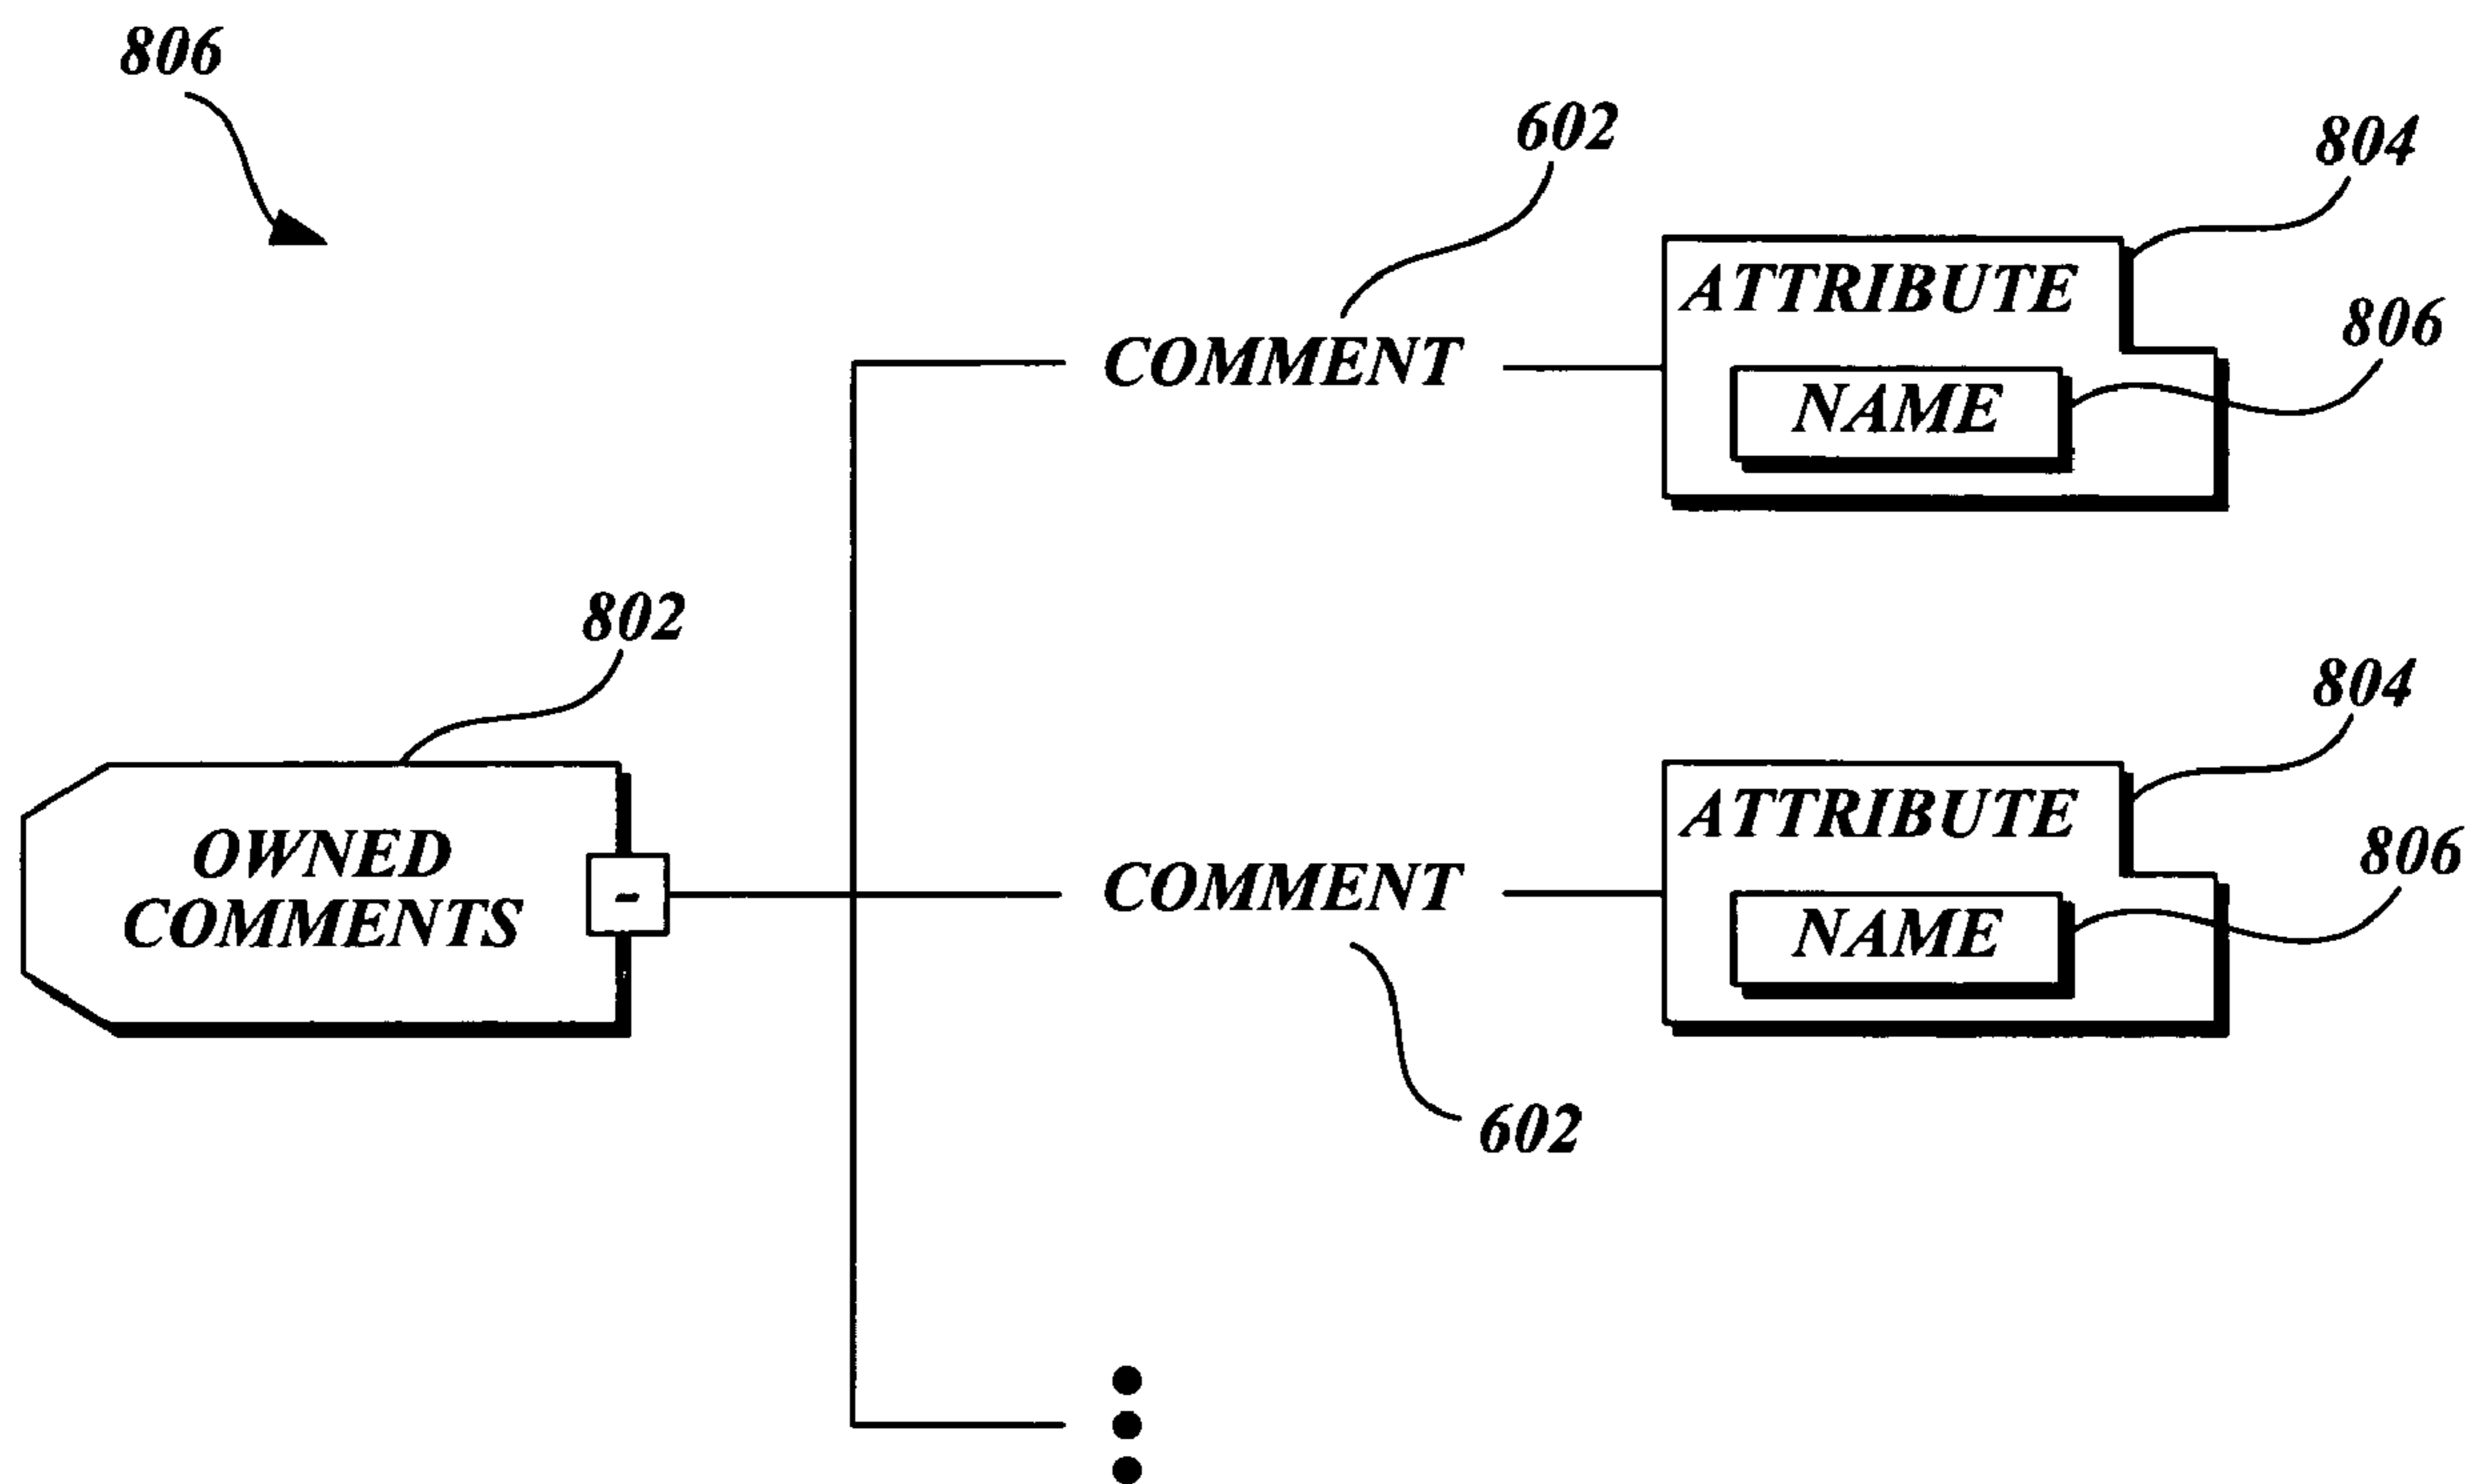 806
602
804
ATTRIBUTE
806
COMMENT
NAME
802
804
OWNED
COMMENTS
-
ATTRIBUTE
806
COMMENT
NAME
602